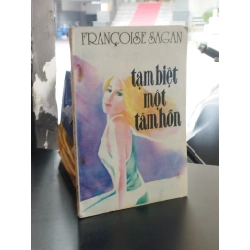 FRANÇOISE SAGAN
tạm biệt
một
tâm hồn